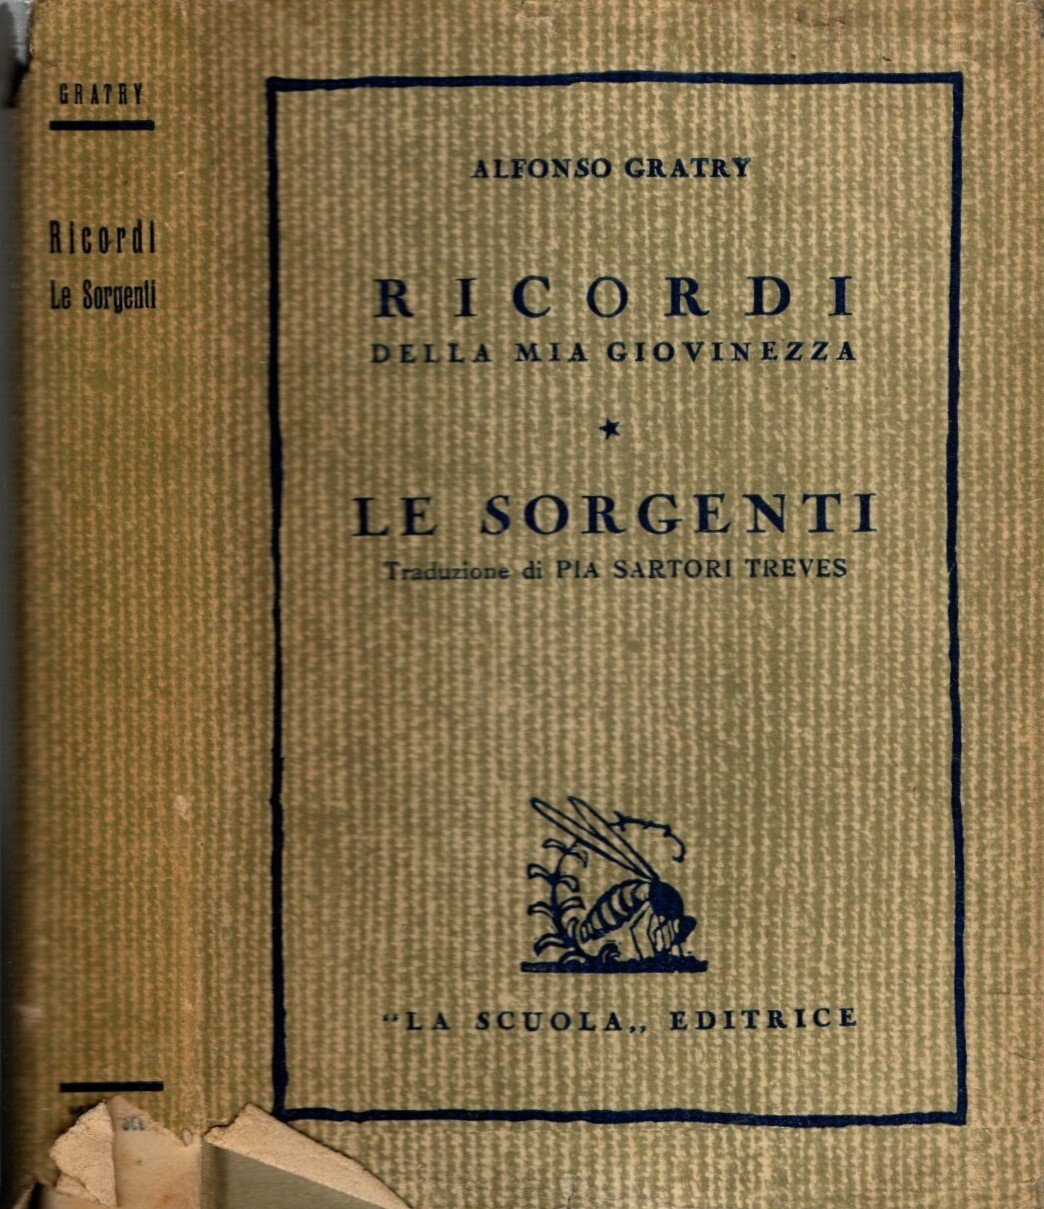 GRATRY
Ricordi
Le Sorgenti
ALFONSO GRATRY
RICORDI
DELLA MIA GIOVINEZZA
LE SORGENTI
Traduzione di PIA SARTORI TREVES
"LA SCUOLA„ EDITRICE